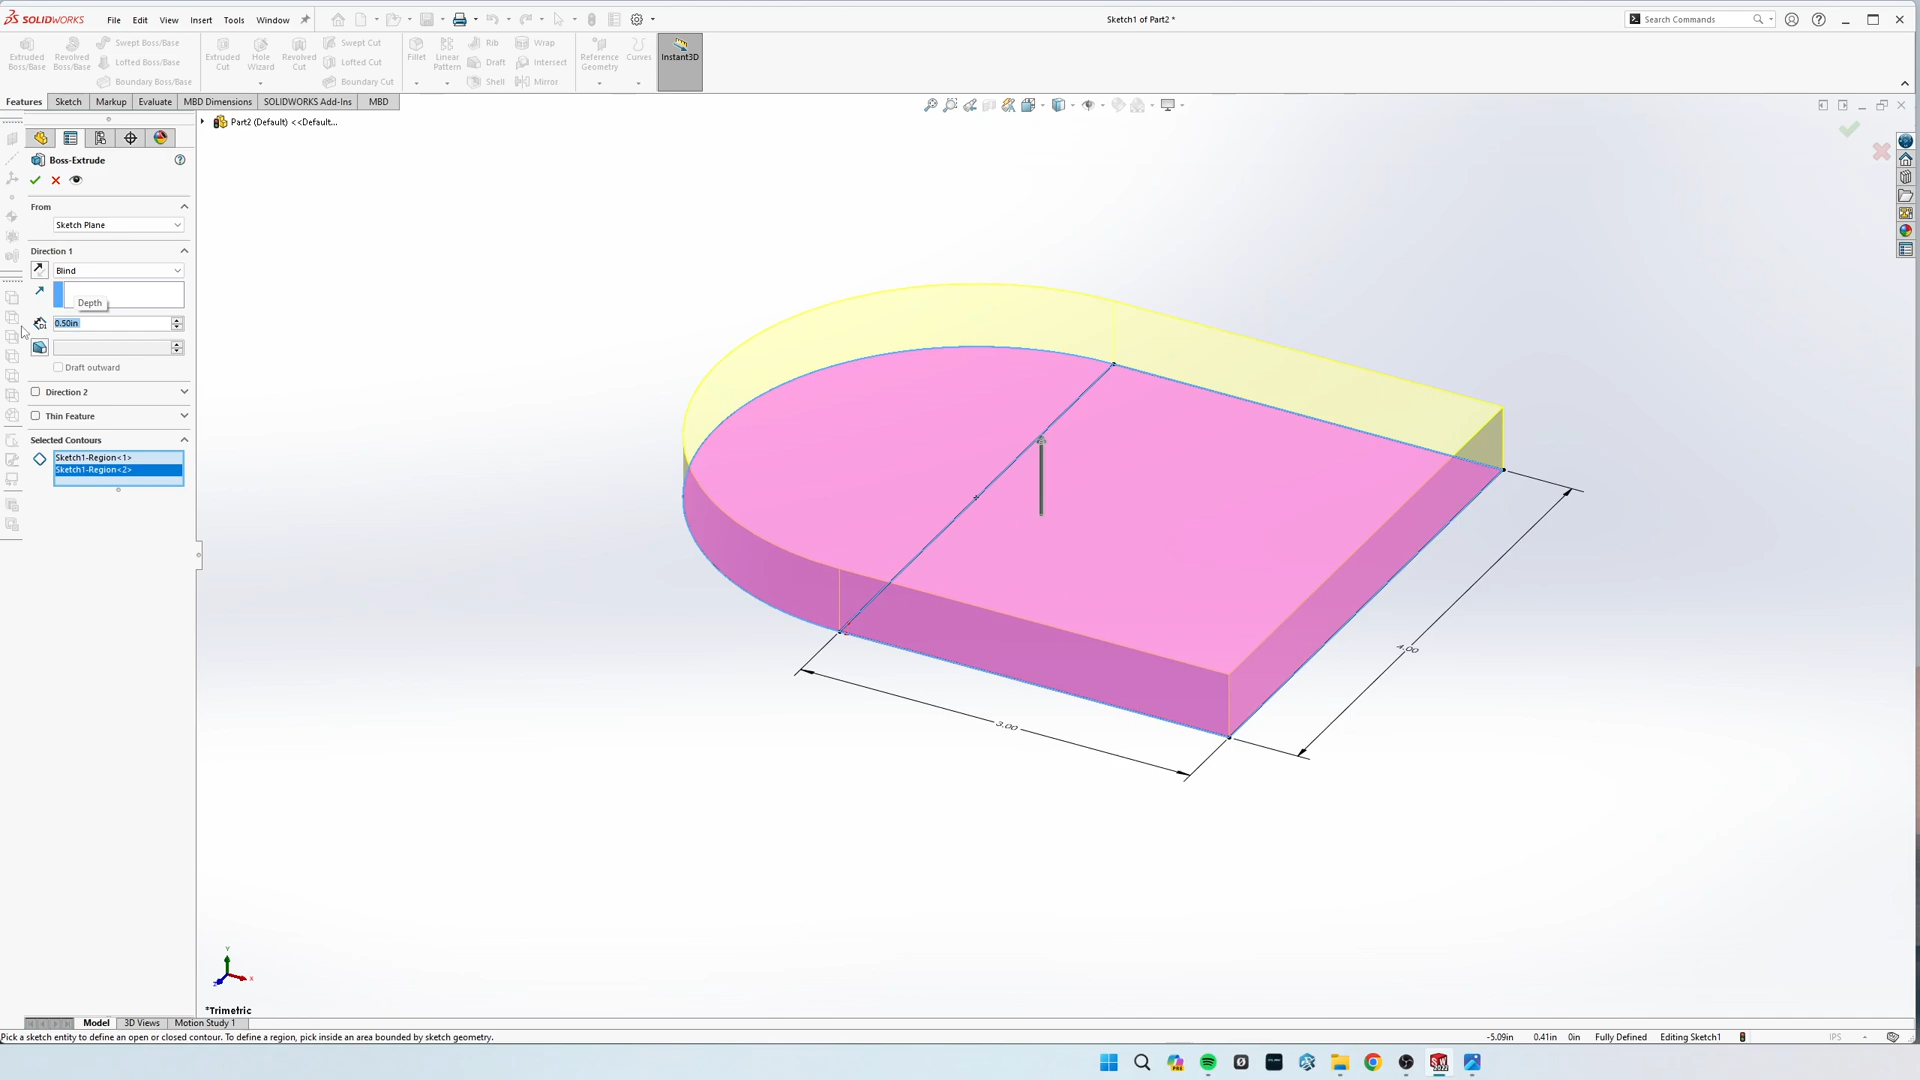 SOLIDWORKS File Edit View Insert Tools Window
Sketch1 of Part2 *
Search Commands
Extruded Boss/Base
Revolved Boss/Base
Swept Boss/Base
Lofted Boss/Base
Boundary Boss/Base
Extruded Cut
Hole Wizard
Revolved Cut
Swept Cut
Lofted Cut
Boundary Cut
Fillet
Linear Pattern
Rib
Draft
Shell
Wrap
Intersect
Mirror
Reference Geometry
Curves
Instant3D
Features Sketch Markup Evaluate MBD Dimensions SOLIDWORKS Add-Ins MBD
Part2 (Default) <<Default...
Boss-Extrude
From
Sketch Plane
Direction 1
Blind
Depth
0.50in
Draft outward
Direction 2
Thin Feature
Selected Contours
Sketch1-Region<1>
Sketch1-Region<2>
4.00
3.00
Y
X
Z
*Trimetric
Model 3D Views Motion Study 1
Pick a sketch entity to define an open or closed contour. To define a region, pick inside an area bounded by sketch geometry.
-5.09in 0.41in 0in Fully Defined Editing Sketch1 IPS